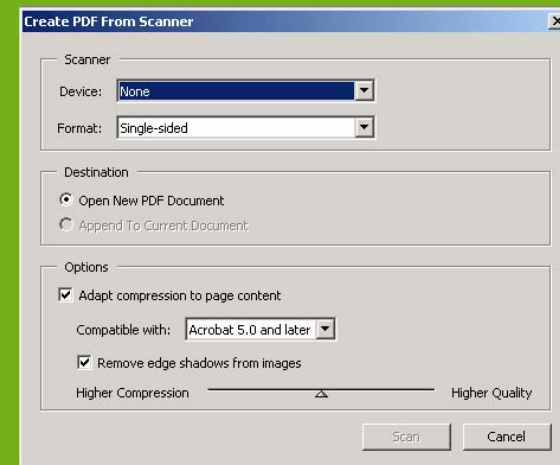 Create PDF From Scanner
Scanner
Device: None
Format: Single-sided
Destination
Open New PDF Document
Append To Current Document
Options
Adapt compression to page content
Compatible with: Acrobat 5.0 and later
Remove edge shadows from images
Higher Compression Higher Quality
Scan Cancel